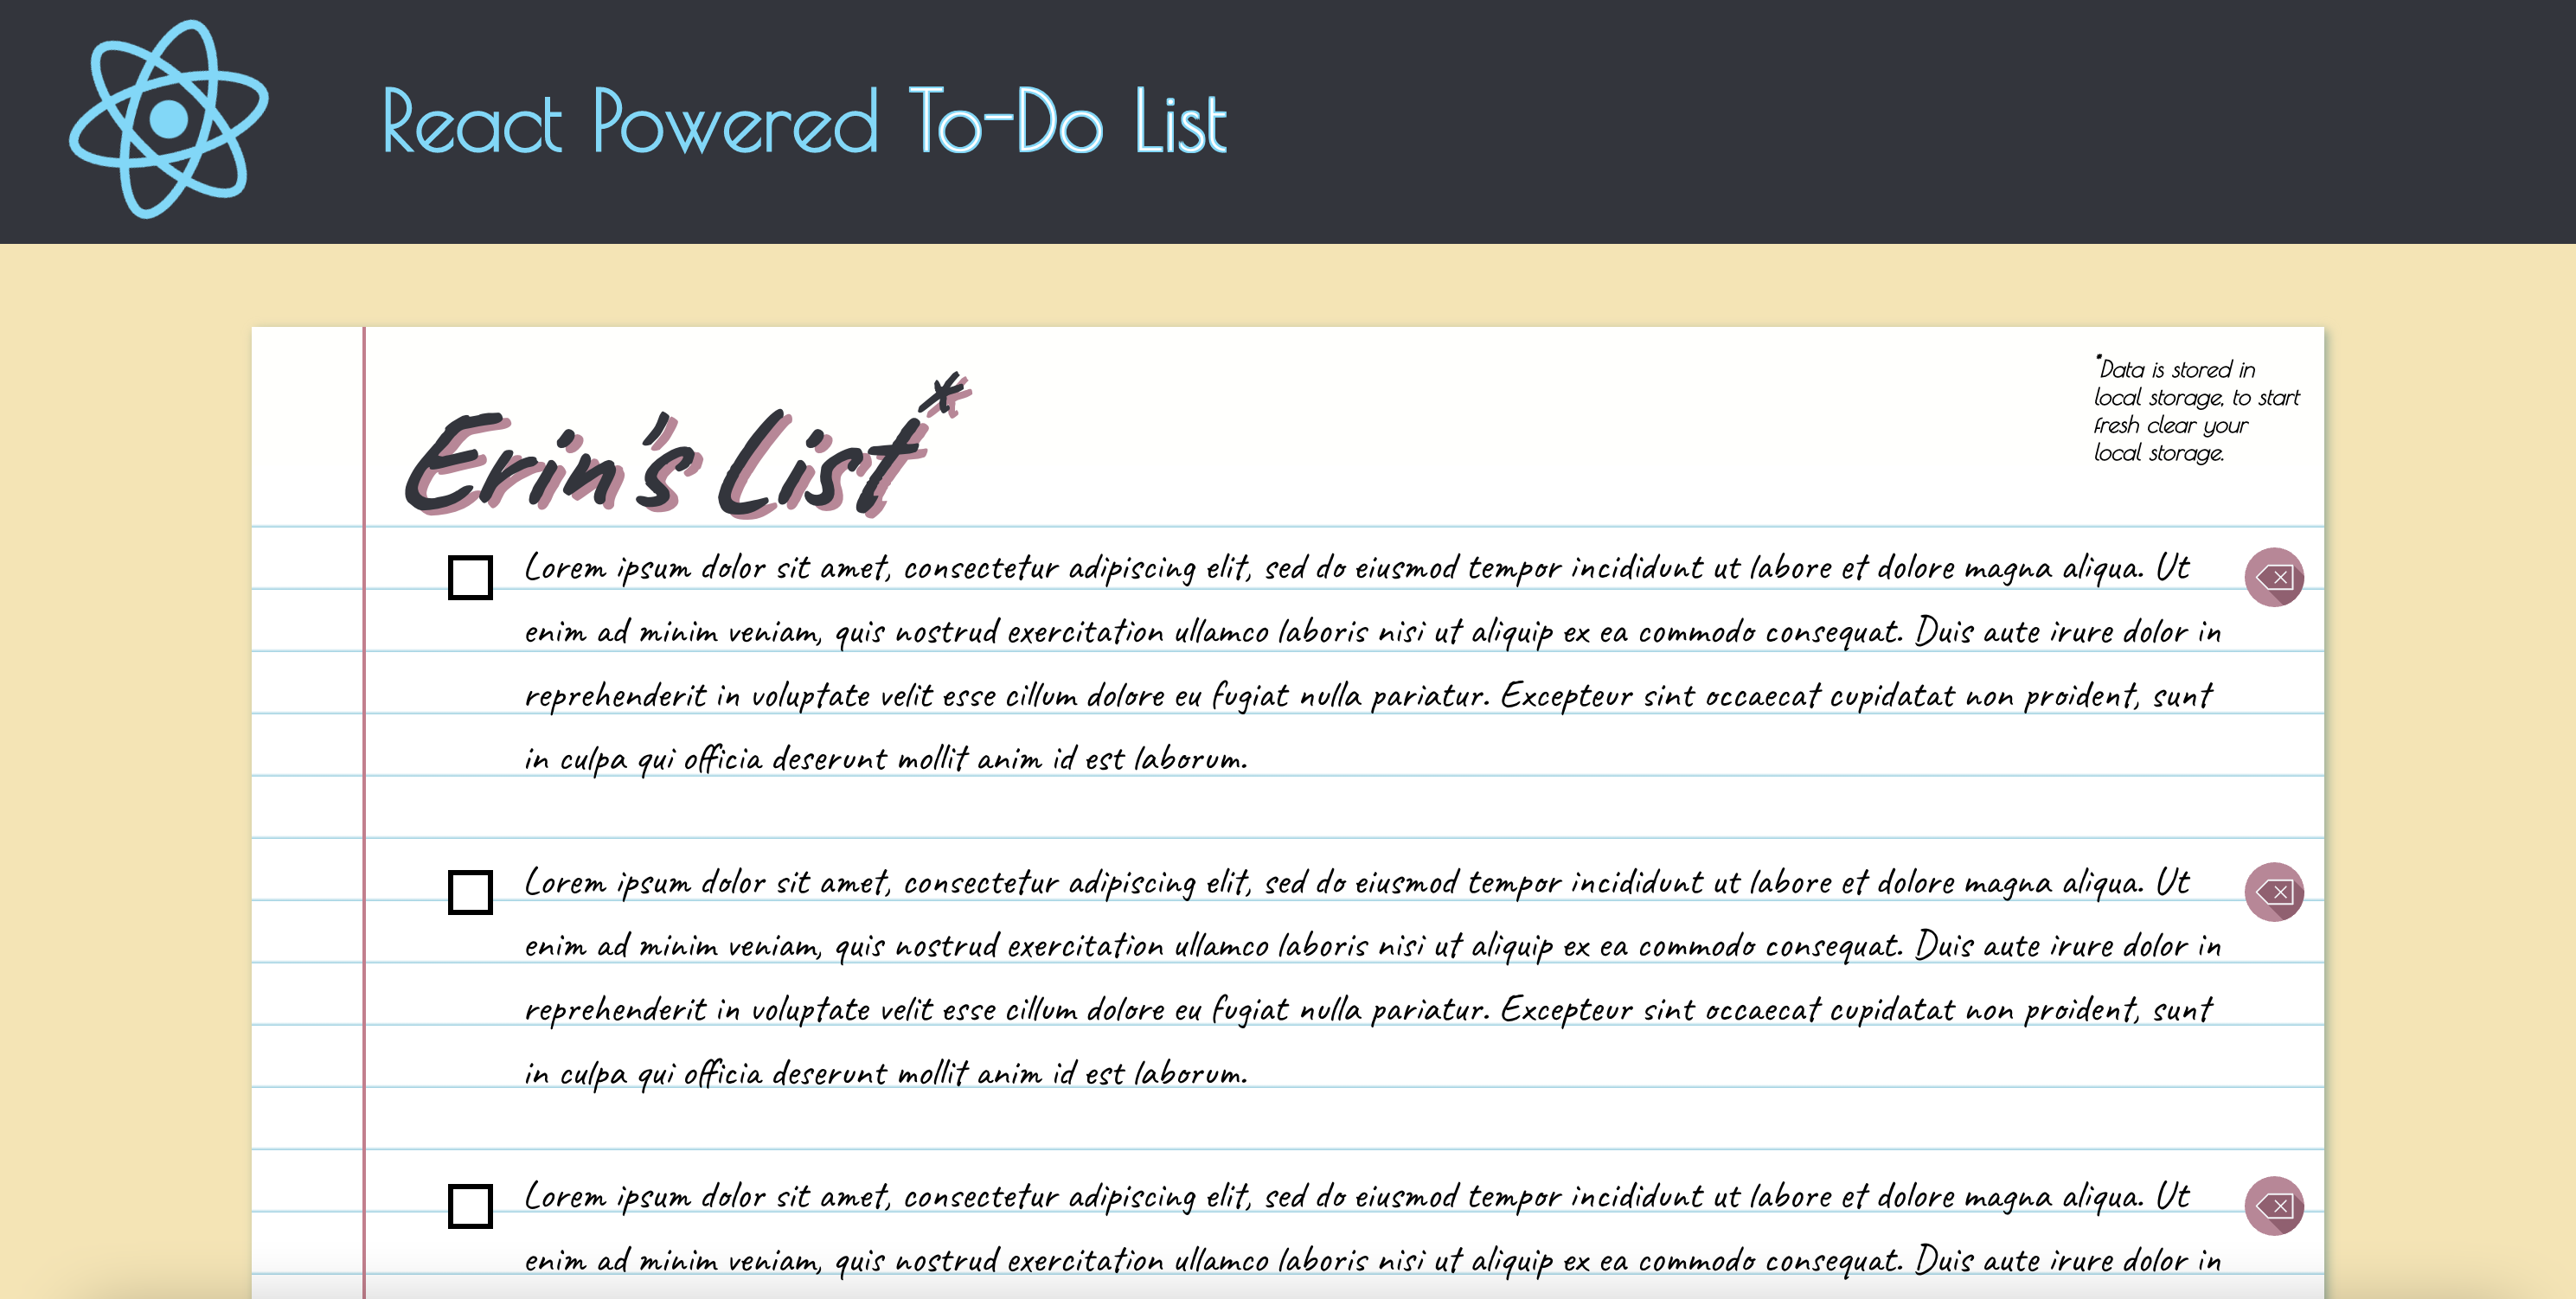 React Powered To-Do List
Erin's List*
*Data is stored in
local storage, to start
fresh clear your
local storage.
Lorem ipsum dolor sit amet, consectetur adipiscing elit, sed do eiusmod tempor incididunt ut labore et dolore magna aliqua. Ut
enim ad minim veniam, quis nostrud exercitation ullamco laboris nisi ut aliquip ex ea commodo consequat. Duis aute irure dolor in
reprehenderit in voluptate velit esse cillum dolore eu fugiat nulla pariatur. Excepteur sint occaecat cupidatat non proident, sunt
in culpa qui officia deserunt mollit anim id est laborum.
Lorem ipsum dolor sit amet, consectetur adipiscing elit, sed do eiusmod tempor incididunt ut labore et dolore magna aliqua. Ut
enim ad minim veniam, quis nostrud exercitation ullamco laboris nisi ut aliquip ex ea commodo consequat. Duis aute irure dolor in
reprehenderit in voluptate velit esse cillum dolore eu fugiat nulla pariatur. Excepteur sint occaecat cupidatat non proident, sunt
in culpa qui officia deserunt mollit anim id est laborum.
Lorem ipsum dolor sit amet, consectetur adipiscing elit, sed do eiusmod tempor incididunt ut labore et dolore magna aliqua. Ut
enim ad minim veniam, quis nostrud exercitation ullamco laboris nisi ut aliquip ex ea commodo consequat. Duis aute irure dolor in